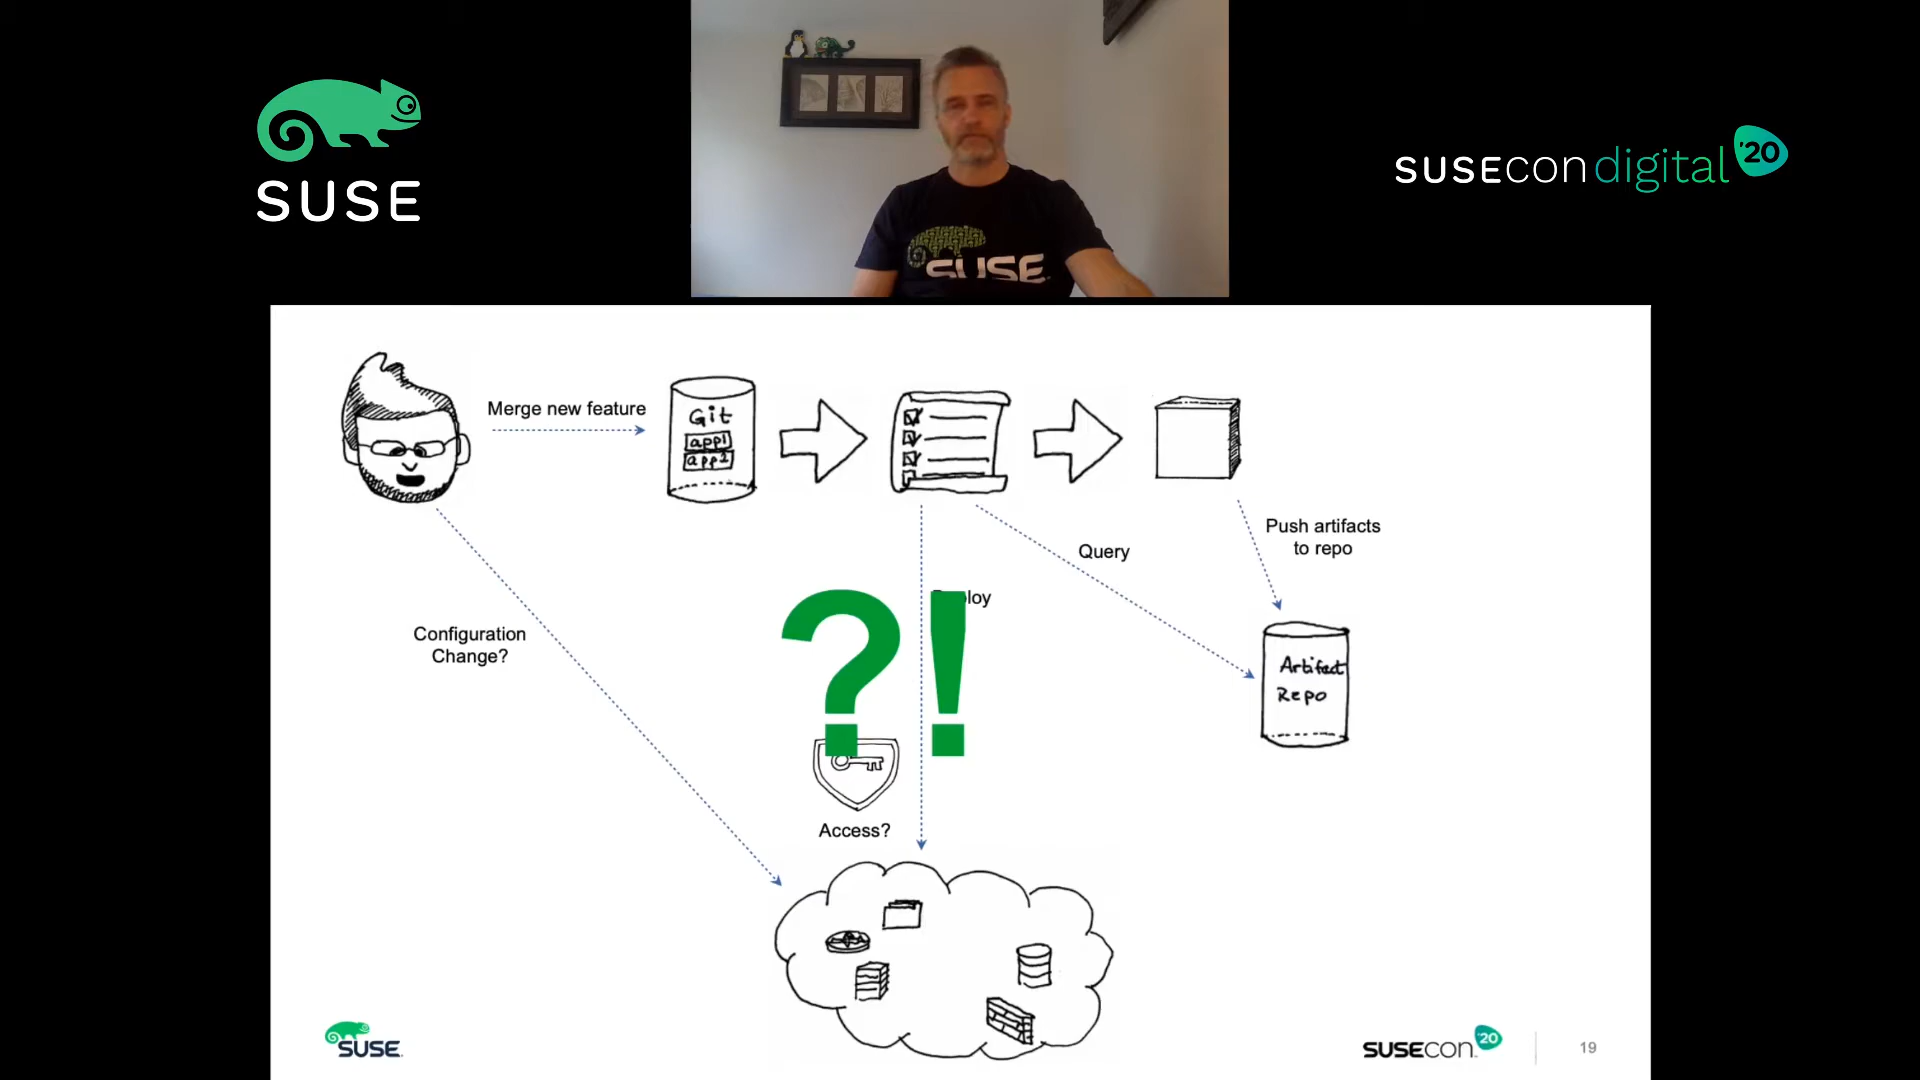 SUSE
SUSEcon digital '20
SUSE
Merge new feature
Git
app1
app2
Push artifacts
to repo
Query
Configuration
Change?
?!
Artifact
Repo
Access?
SUSE
SUSEcon '20
19